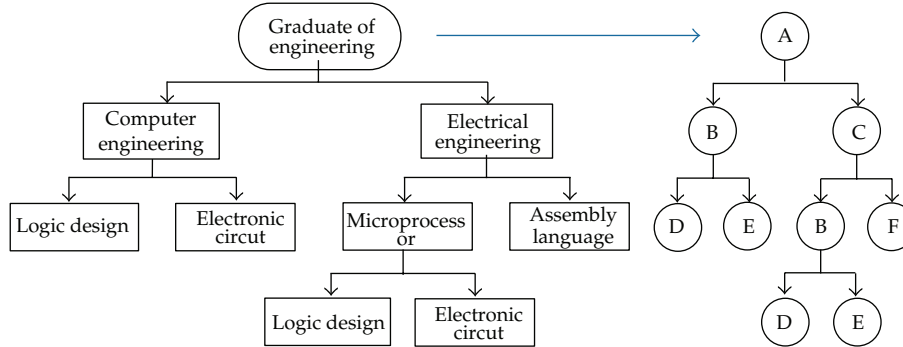 Graduate of
engineering
A
Computer
engineering
Electrical
engineering
B
C
Logic design
Electronic
circut
Microprocess
or
Assembly
language
D
E
B
F
Logic design
Electronic
circut
D
E